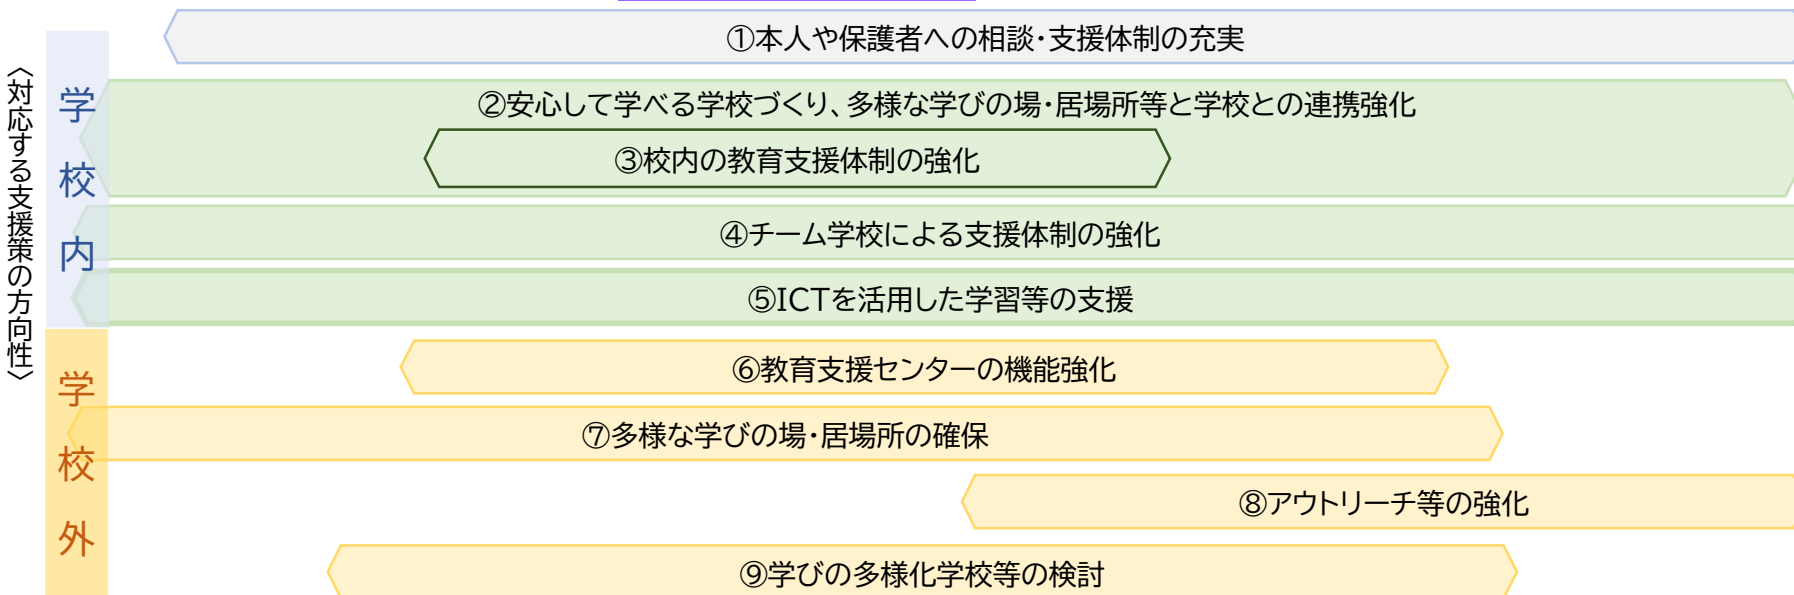 〈対応する支援策の方向性〉
学校内
①本人や保護者への相談・支援体制の充実
②安心して学べる学校づくり、多様な学びの場・居場所等と学校との連携強化
③校内の教育支援体制の強化
④チーム学校による支援体制の強化
⑤ICTを活用した学習等の支援
学校外
⑥教育支援センターの機能強化
⑦多様な学びの場・居場所の確保
⑧アウトリーチ等の強化
⑨学びの多様化学校等の検討